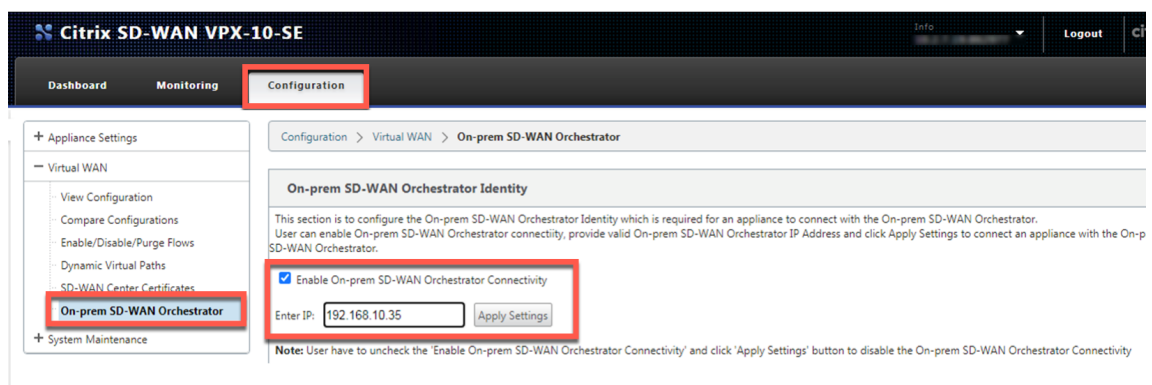 Citrix SD-WAN VPX-10-SE
Info
Logout
Dashboard
Monitoring
Configuration
+ Appliance Settings
− Virtual WAN
View Configuration
Compare Configurations
Enable/Disable/Purge Flows
Dynamic Virtual Paths
SD-WAN Center Certificates
On-prem SD-WAN Orchestrator
+ System Maintenance
Configuration > Virtual WAN > On-prem SD-WAN Orchestrator
On-prem SD-WAN Orchestrator Identity
This section is to configure the On-prem SD-WAN Orchestrator Identity which is required for an appliance to connect with the On-prem SD-WAN Orchestrator.
User can enable On-prem SD-WAN Orchestrator connectiity, provide valid On-prem SD-WAN Orchestrator IP Address and click Apply Settings to connect an appliance with the On-p
SD-WAN Orchestrator.
Enable On-prem SD-WAN Orchestrator Connectivity
Enter IP: 192.168.10.35 Apply Settings
Note: User have to uncheck the 'Enable On-prem SD-WAN Orchestrator Connectivity' and click 'Apply Settings' button to disable the On-prem SD-WAN Orchestrator Connectivity